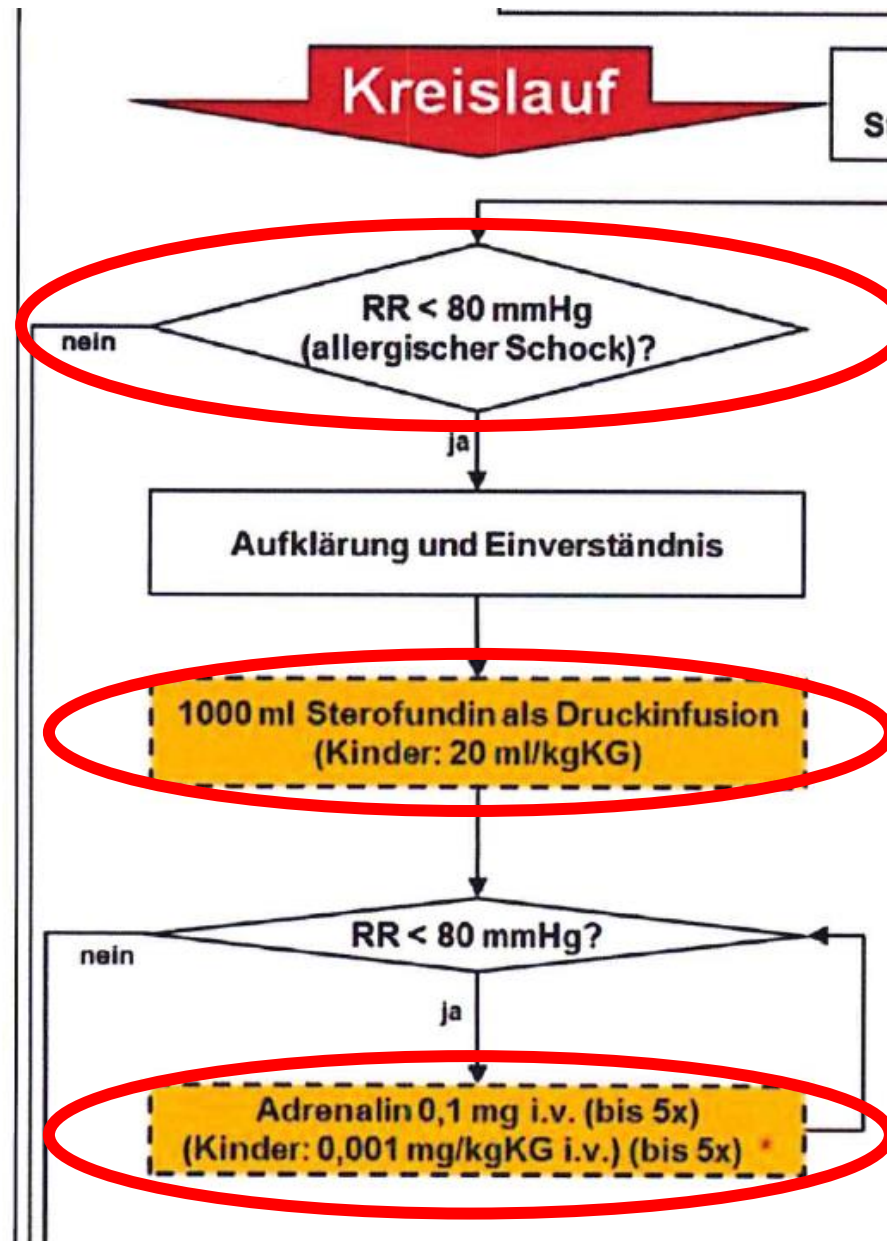 Kreislauf
RR < 80 mmHg
(allergischer Schock)?
nein
ja
Aufklärung und Einverständnis
1000 ml Sterofundin als Druckinfusion
(Kinder: 20 ml/kgKG)
RR < 80 mmHg?
nein
ja
Adrenalin 0,1 mg i.v. (bis 5x)
(Kinder: 0,001 mg/kgKG i.v.) (bis 5x) *